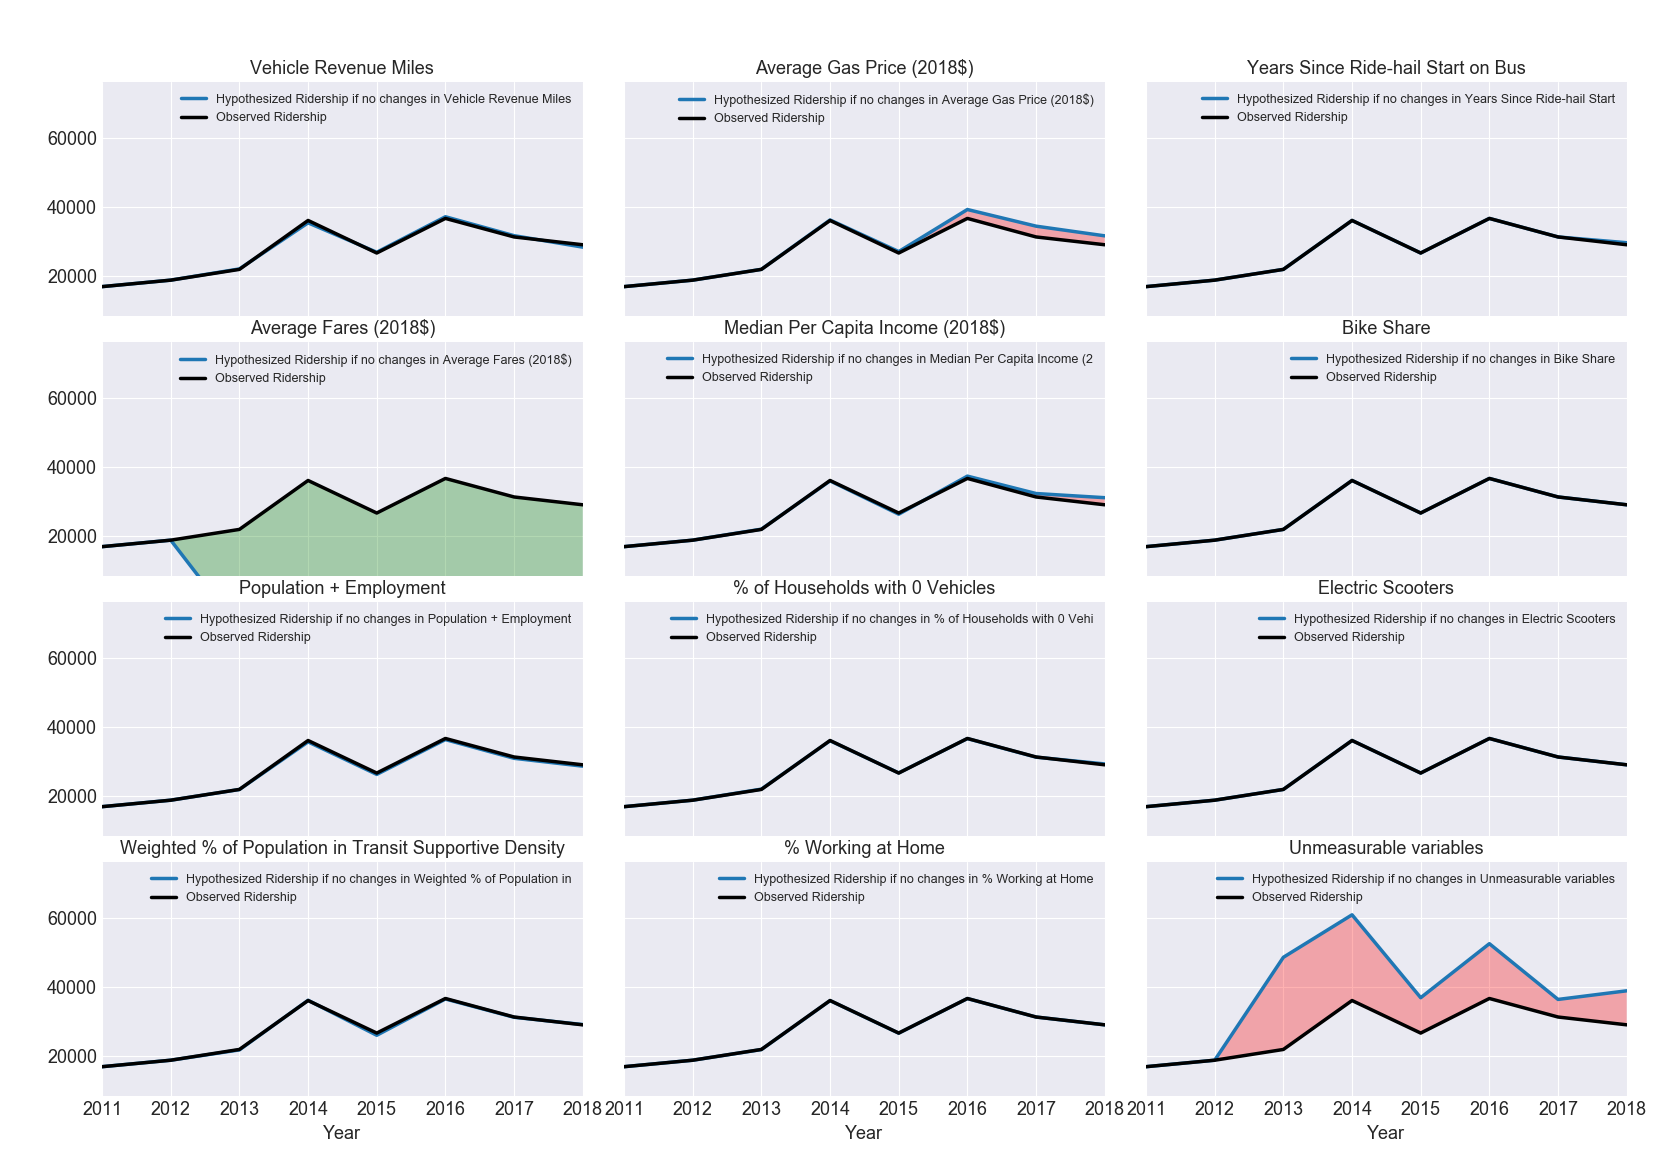 Vehicle Revenue Miles
Hypothesized Ridership if no changes in Vehicle Revenue Miles
Observed Ridership
60000
40000
20000
Average Gas Price (2018$)
Hypothesized Ridership if no changes in Average Gas Price (2018$)
Observed Ridership
Years Since Ride-hail Start on Bus
Hypothesized Ridership if no changes in Years Since Ride-hail Start
Observed Ridership
Average Fares (2018$)
Hypothesized Ridership if no changes in Average Fares (2018$)
Observed Ridership
60000
40000
20000
Median Per Capita Income (2018$)
Hypothesized Ridership if no changes in Median Per Capita Income (2
Observed Ridership
Bike Share
Hypothesized Ridership if no changes in Bike Share
Observed Ridership
Population + Employment
Hypothesized Ridership if no changes in Population + Employment
Observed Ridership
60000
40000
20000
% of Households with 0 Vehicles
Hypothesized Ridership if no changes in % of Households with 0 Vehi
Observed Ridership
Electric Scooters
Hypothesized Ridership if no changes in Electric Scooters
Observed Ridership
Weighted % of Population in Transit Supportive Density
Hypothesized Ridership if no changes in Weighted % of Population in
Observed Ridership
60000
40000
20000
2011 2012 2013 2014 2015 2016 2017 2018
Year
% Working at Home
Hypothesized Ridership if no changes in % Working at Home
Observed Ridership
2011 2012 2013 2014 2015 2016 2017 2018
Year
Unmeasurable variables
Hypothesized Ridership if no changes in Unmeasurable variables
Observed Ridership
2011 2012 2013 2014 2015 2016 2017 2018
Year